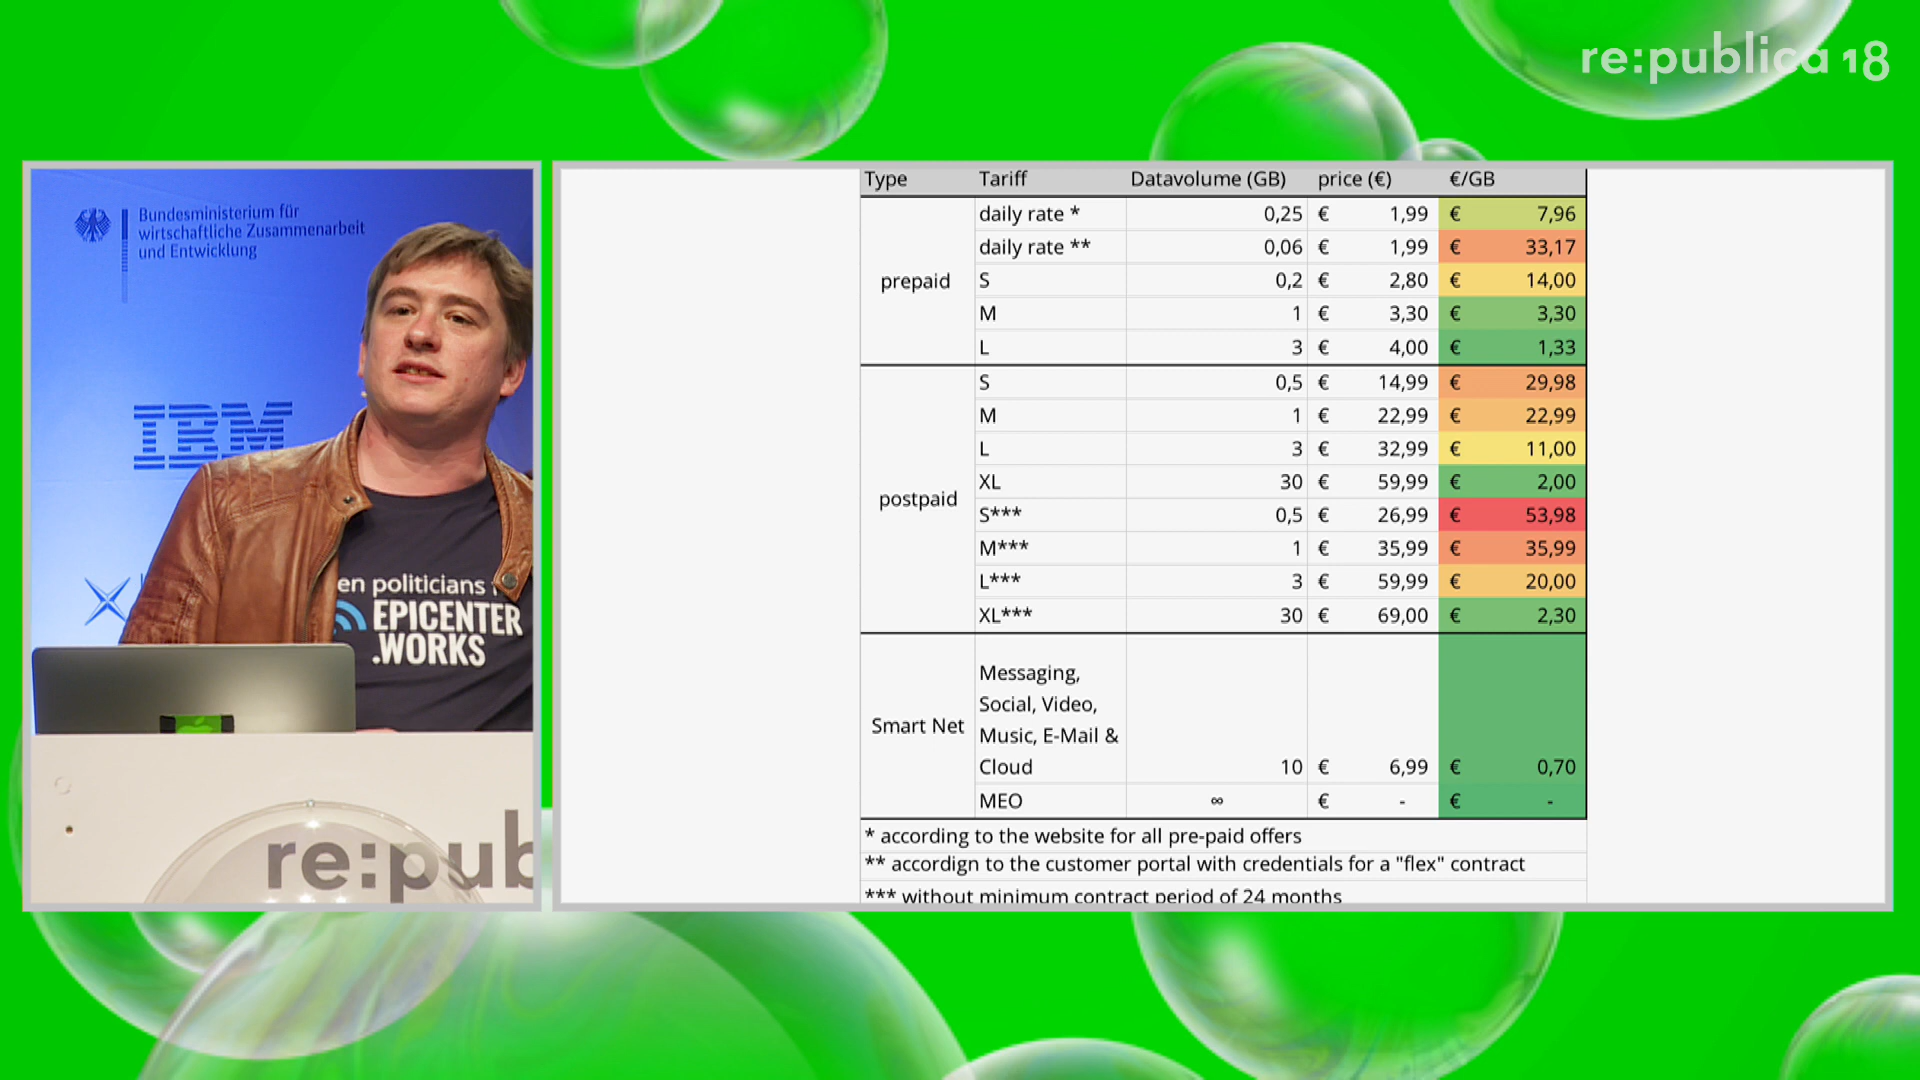 re:publica 18
Bundesministerium für
wirtschaftliche Zusammenarbeit
und Entwicklung
IBM
en politicians
EPICENTER
.WORKS
re:pub
Type Tariff Datavolume (GB) price (€) €/GB
prepaid
daily rate * 0,25 € 1,99 € 7,96
daily rate ** 0,06 € 1,99 € 33,17
S 0,2 € 2,80 € 14,00
M 1 € 3,30 € 3,30
L 3 € 4,00 € 1,33
postpaid
S 0,5 € 14,99 € 29,98
M 1 € 22,99 € 22,99
L 3 € 32,99 € 11,00
XL 30 € 59,99 € 2,00
S*** 0,5 € 26,99 € 53,98
M*** 1 € 35,99 € 35,99
L*** 3 € 59,99 € 20,00
XL*** 30 € 69,00 € 2,30
Smart Net
Messaging,
Social, Video,
Music, E-Mail &
Cloud 10 € 6,99 € 0,70
MEO ∞ € - € -
* according to the website for all pre-paid offers
** accordign to the customer portal with credentials for a "flex" contract
*** without minimum contract period of 24 months